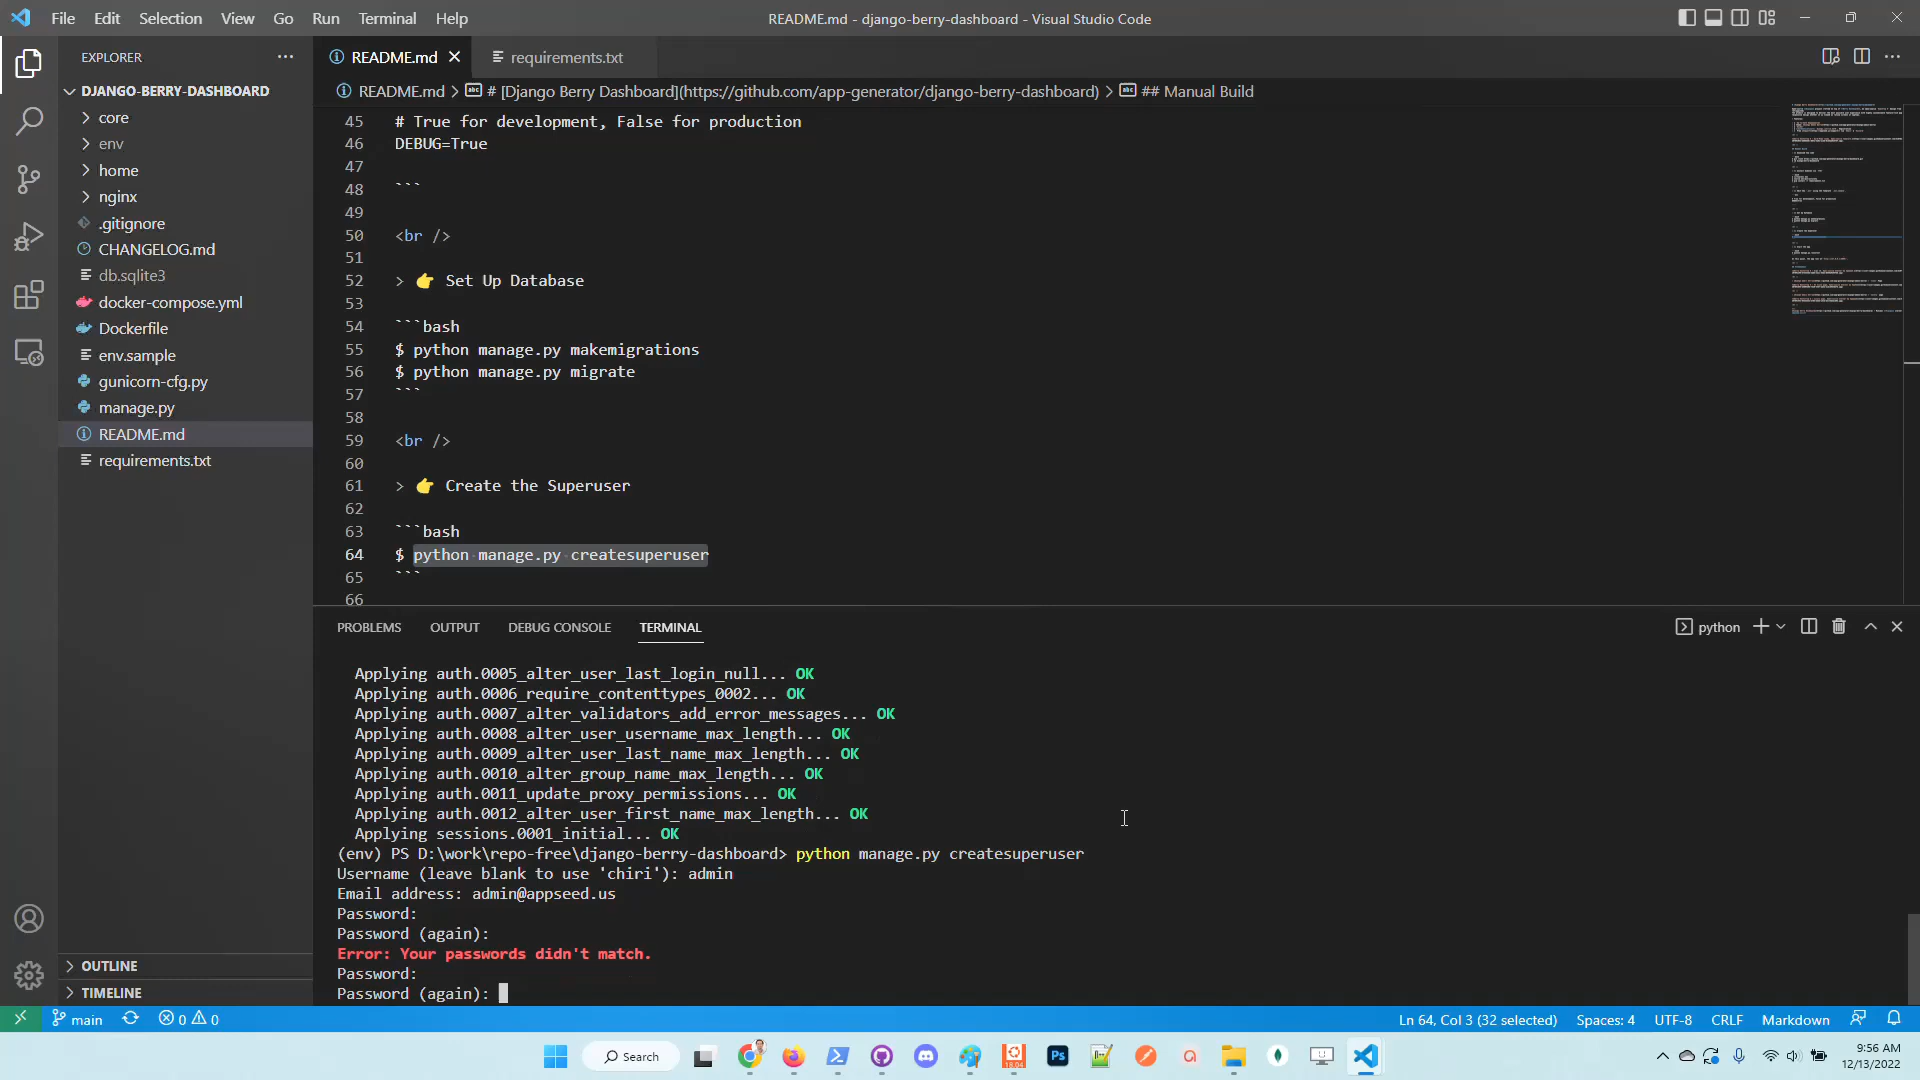 File Edit Selection View Go Run Terminal Help
README.md - django-berry-dashboard - Visual Studio Code
EXPLORER
DJANGO-BERRY-DASHBOARD
core
env
home
nginx
.gitignore
CHANGELOG.md
db.sqlite3
docker-compose.yml
Dockerfile
env.sample
gunicorn-cfg.py
manage.py
README.md
requirements.txt
OUTLINE
TIMELINE
README.md
requirements.txt
README.md > # [Django Berry Dashboard](https://github.com/app-generator/django-berry-dashboard) > ## Manual Build
45 # True for development, False for production
46 DEBUG=True
47
48 ```
49
50 <br />
51
52 > 👉 Set Up Database
53
54 ```bash
55 $ python manage.py makemigrations
56 $ python manage.py migrate
57 ```
58
59 <br />
60
61 > 👉 Create the Superuser
62
63 ```bash
64 $ python manage.py createsuperuser
65 ```
66
PROBLEMS OUTPUT DEBUG CONSOLE TERMINAL
python
Applying auth.0005_alter_user_last_login_null... OK
Applying auth.0006_require_contenttypes_0002... OK
Applying auth.0007_alter_validators_add_error_messages... OK
Applying auth.0008_alter_user_username_max_length... OK
Applying auth.0009_alter_user_last_name_max_length... OK
Applying auth.0010_alter_group_name_max_length... OK
Applying auth.0011_update_proxy_permissions... OK
Applying auth.0012_alter_user_first_name_max_length... OK
Applying sessions.0001_initial... OK
(env) PS D:\work\repo-free\django-berry-dashboard> python manage.py createsuperuser
Username (leave blank to use 'chiri'): admin
Email address: admin@appseed.us
Password:
Password (again):
Error: Your passwords didn't match.
Password:
Password (again):
main 0 0
Ln 64, Col 3 (32 selected) Spaces: 4 UTF-8 CRLF Markdown
Search
Ps
9:56 AM
12/13/2022